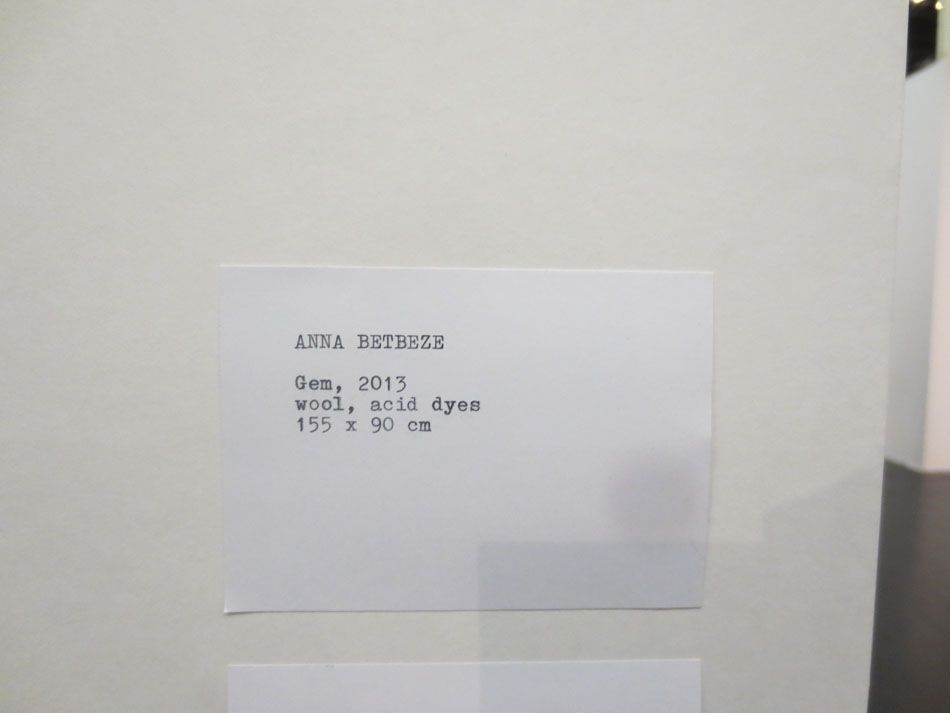 ANNA BETBEZE
Gem, 2013
wool, acid dyes
155 x 90 cm